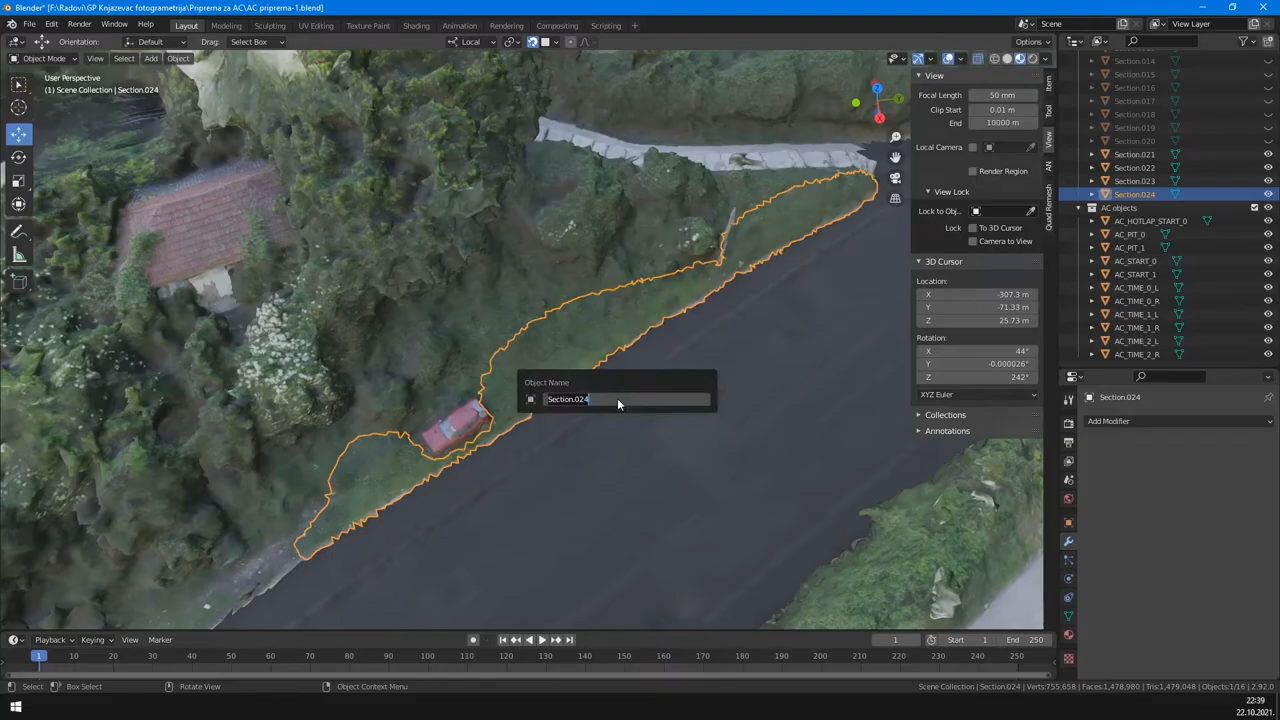 Blender* [F:\Radovi\GP Knjazevac fotogrametrija\Priprema za AC\AC priprema-1.blend]
File Edit Render Window Help Layout Modeling Sculpting UV Editing Texture Paint Shading Animation Rendering Compositing Scripting + Scene View Layer
Orientation: Default Drag: Select Box Local Options
Object Mode View Select Add Object
User Perspective
(1) Scene Collection | Section.024
Z
Y
X
View
Focal Length 50 mm
Clip Start 0.01 m
End 10000 m
Local Camera
Render Region
View Lock
Lock to Obj..
Lock To 3D Cursor
Camera to View
3D Cursor
Location:
X -307.3 m
Y -71.33 m
Z 25.73 m
Rotation:
X 44°
Y -0.000026°
Z 242°
XYZ Euler
Collections
Annotations
Item
Tool
View
AN
Quad Remesh
Section.014
Section.015
Section.016
Section.017
Section.018
Section.019
Section.020
Section.021
Section.022
Section.023
Section.024
AC objects
AC_HOTLAP_START_0
AC_PIT_0
AC_PIT_1
AC_START_0
AC_START_1
AC_TIME_0_L
AC_TIME_0_R
AC_TIME_1_L
AC_TIME_1_R
AC_TIME_2_L
AC_TIME_2_R
Section.024
Add Modifier
Object Name
Section.024
Playback Keying View Marker 1 Start 1 End 250
1 10 20 30 40 50 60 70 80 90 100 110 120 130 140 150 160 170 180 190 200 210 220 230 240 250
Select Box Select Rotate View Object Context Menu Scene Collection | Section.024 | Verts:755,658 | Faces:1,478,980 | Tris:1,479,048 | Objects:1/16 | 2.92.0
22:39
22.10.2021.